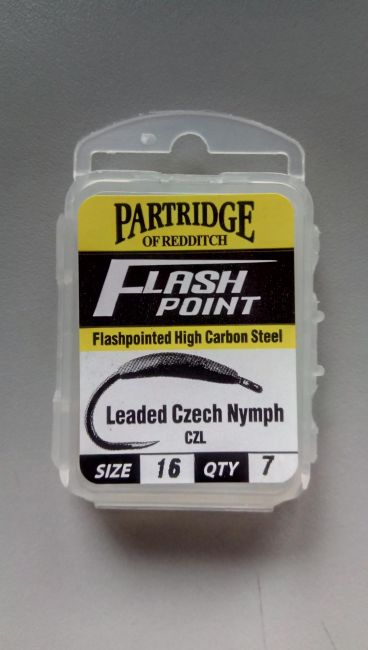 PARTRIDGE
OF REDDITCH
FLASH
POINT
Flashpointed High Carbon Steel
Leaded Czech Nymph
CZL
SIZE 16 QTY 7